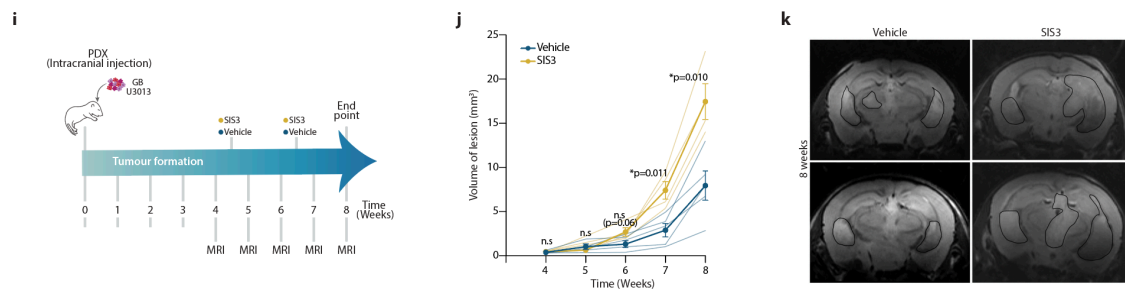 i
PDX
(Intracranial injection)
GB
U3013
SIS3
Vehicle
SIS3
Vehicle
End
point
Tumour formation
0 1 2 3 4 5 6 7 8
Time
(Weeks)
MRI MRI MRI MRI MRI
j
25
20
15
10
5
0
Volume of lesion (mm³)
Vehicle
SIS3
*p=0.010
*p=0.011
n.s
(p=0.06)
n.s
n.s
4 5 6 7 8
Time (Weeks)
k
Vehicle SIS3
8 weeks